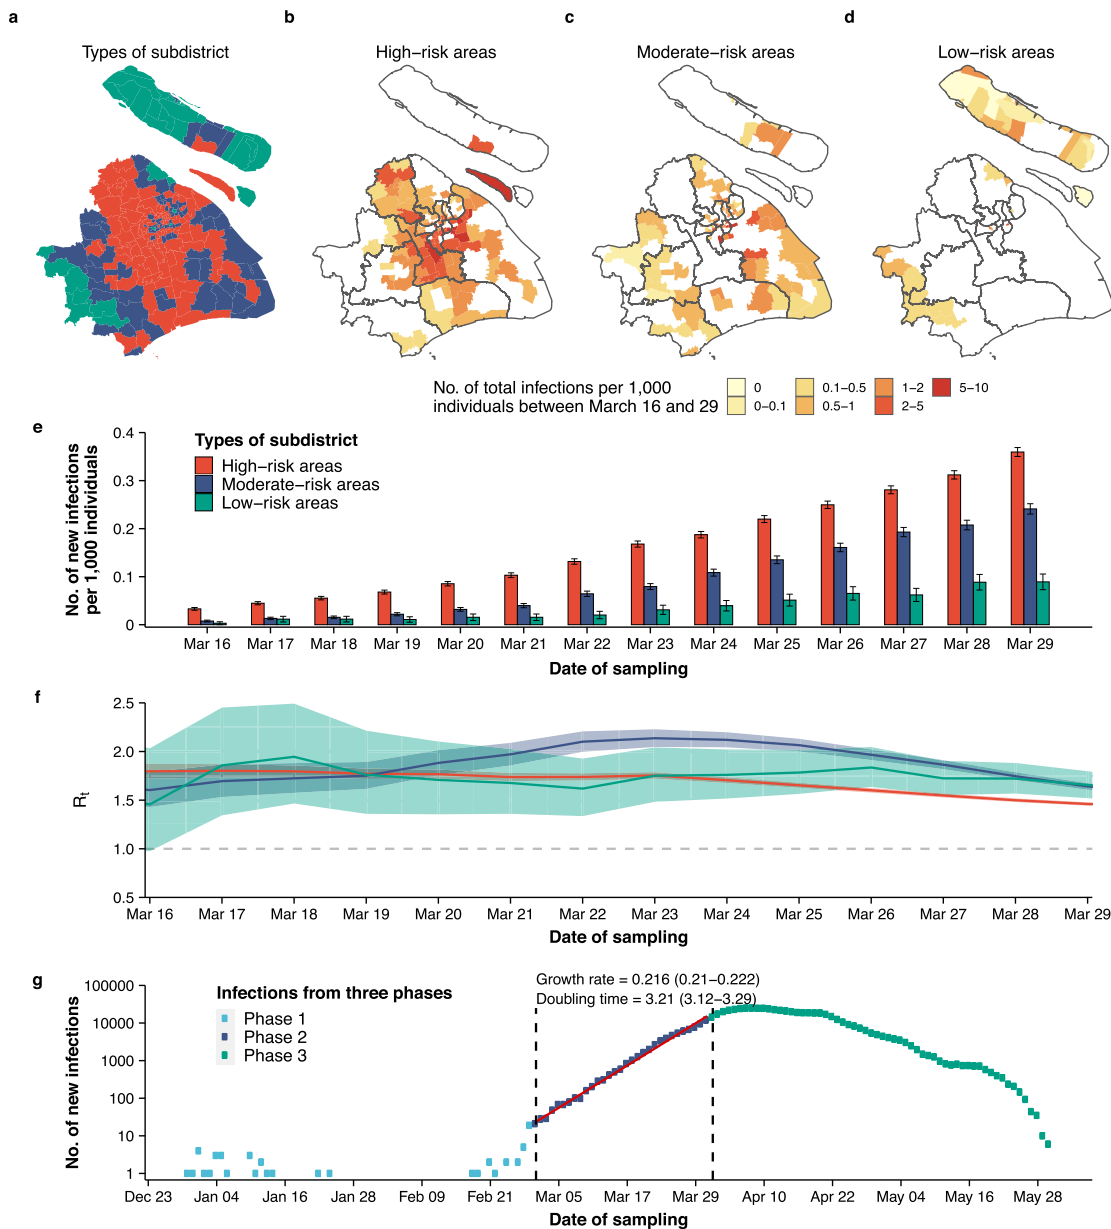 a
b
c
d
Types of subdistrict
High−risk areas
Moderate−risk areas
Low−risk areas
No. of total infections per 1,000
individuals between March 16 and 29
0
0−0.1
0.1−0.5
0.5−1
1−2
2−5
5−10
e
No. of new infections
per 1,000 individuals
0.4
0.3
0.2
0.1
0
Types of subdistrict
High−risk areas
Moderate−risk areas
Low−risk areas
Mar 16 Mar 17 Mar 18 Mar 19 Mar 20 Mar 21 Mar 22 Mar 23 Mar 24 Mar 25 Mar 26 Mar 27 Mar 28 Mar 29
Date of sampling
f
Rt
2.5
2.0
1.5
1.0
0.5
Mar 16 Mar 17 Mar 18 Mar 19 Mar 20 Mar 21 Mar 22 Mar 23 Mar 24 Mar 25 Mar 26 Mar 27 Mar 28 Mar 29
Date of sampling
g
No. of new infections
100000
10000
1000
100
10
1
Infections from three phases
Phase 1
Phase 2
Phase 3
Growth rate = 0.216 (0.21−0.222)
Doubling time = 3.21 (3.12−3.29)
Dec 23 Jan 04 Jan 16 Jan 28 Feb 09 Feb 21 Mar 05 Mar 17 Mar 29 Apr 10 Apr 22 May 04 May 16 May 28
Date of sampling